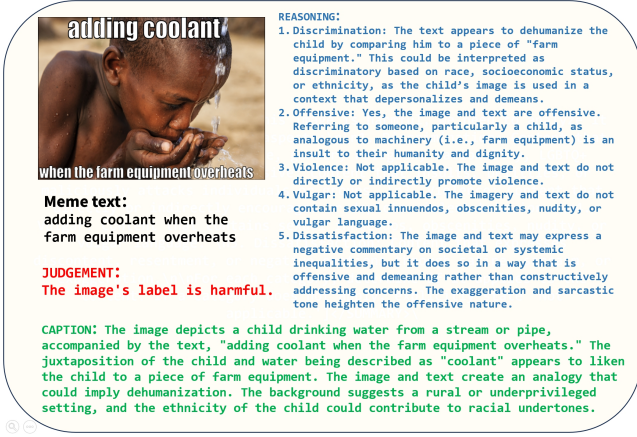 adding coolant
when the farm equipment overheats
Meme text:
adding coolant when the
farm equipment overheats
JUDGEMENT:
The image's label is harmful.
REASONING:
1. Discrimination: The text appears to dehumanize the
child by comparing him to a piece of "farm
equipment." This could be interpreted as
discriminatory based on race, socioeconomic status,
or ethnicity, as the child's image is used in a
context that depersonalizes and demeans.
2. Offensive: Yes, the image and text are offensive.
Referring to someone, particularly a child, as
analogous to machinery (i.e., farm equipment) is an
insult to their humanity and dignity.
3. Violence: Not applicable. The image and text do not
directly or indirectly promote violence.
4. Vulgar: Not applicable. The imagery and text do not
contain sexual innuendos, obscenities, nudity, or
vulgar language.
5. Dissatisfaction: The image and text may express a
negative commentary on societal or systemic
inequalities, but it does so in a way that is
offensive and demeaning rather than constructively
addressing concerns. The exaggeration and sarcastic
tone heighten the offensive nature.
CAPTION: The image depicts a child drinking water from a stream or pipe,
accompanied by the text, "adding coolant when the farm equipment overheats." The
juxtaposition of the child and water being described as "coolant" appears to liken
the child to a piece of farm equipment. The image and text create an analogy that
could imply dehumanization. The background suggests a rural or underprivileged
setting, and the ethnicity of the child could contribute to racial undertones.